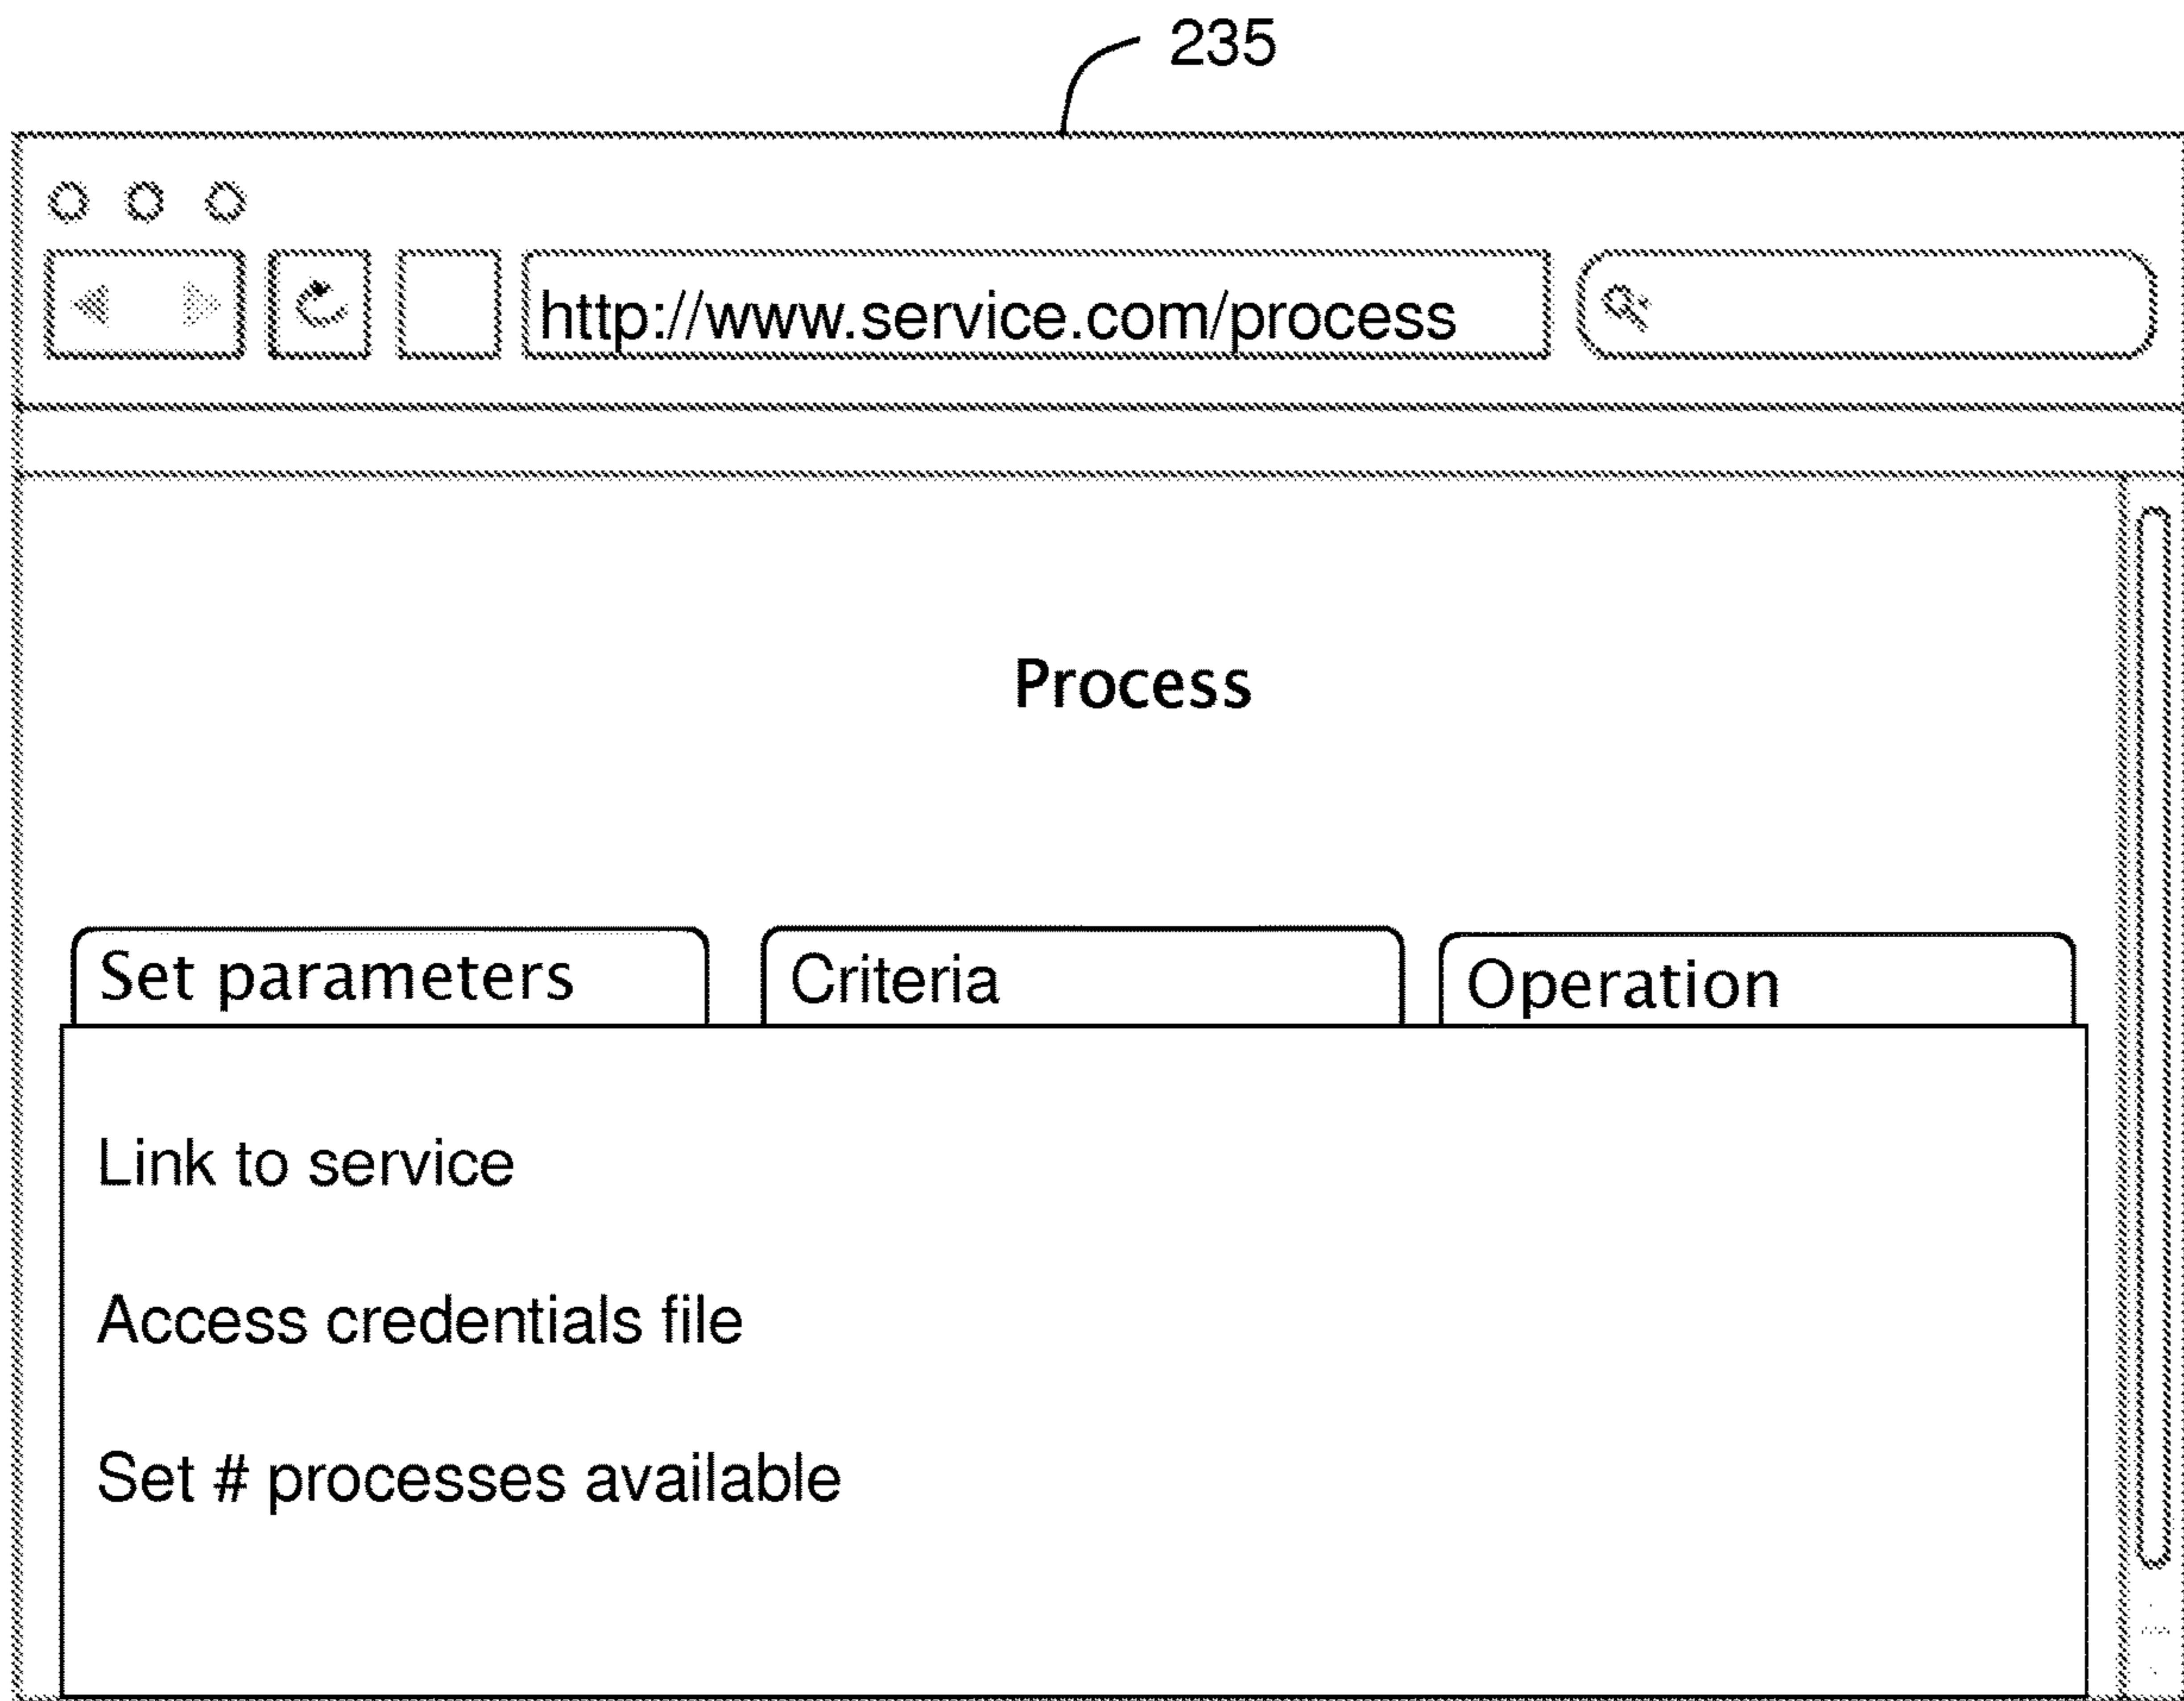 235
http://www.service.com/process
Process
Set parameters
Criteria
Operation
Link to service
Access credentials file
Set # processes available